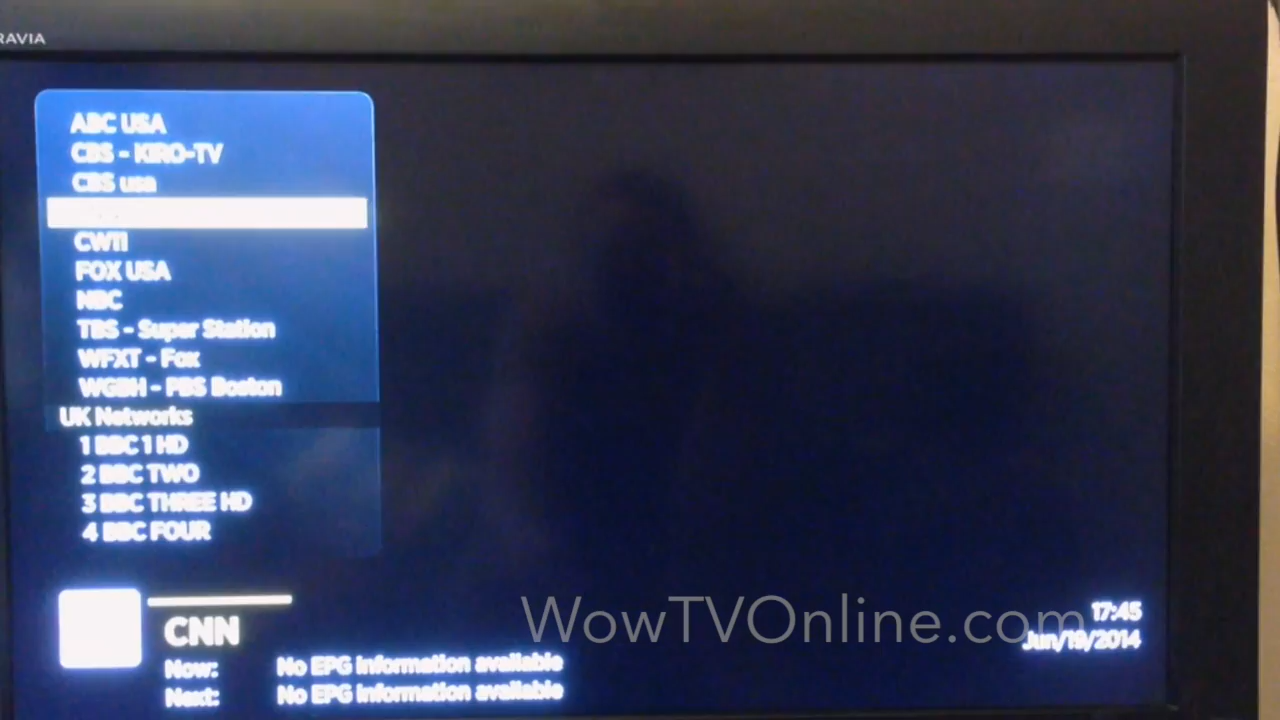 RAVIA
ABC USA
CBS - KIRO-TV
CBS usa
CW11
FOX USA
NBC
TBS - Super Station
WFXT - Fox
WGBH - PBS Boston
UK Networks
1 BBC 1 HD
2 BBC TWO
3 BBC THREE HD
4 BBC FOUR
CNN
Now: No EPG information available
Next: No EPG information available
WowTVOnline.com
17:45
Jun/19/2014